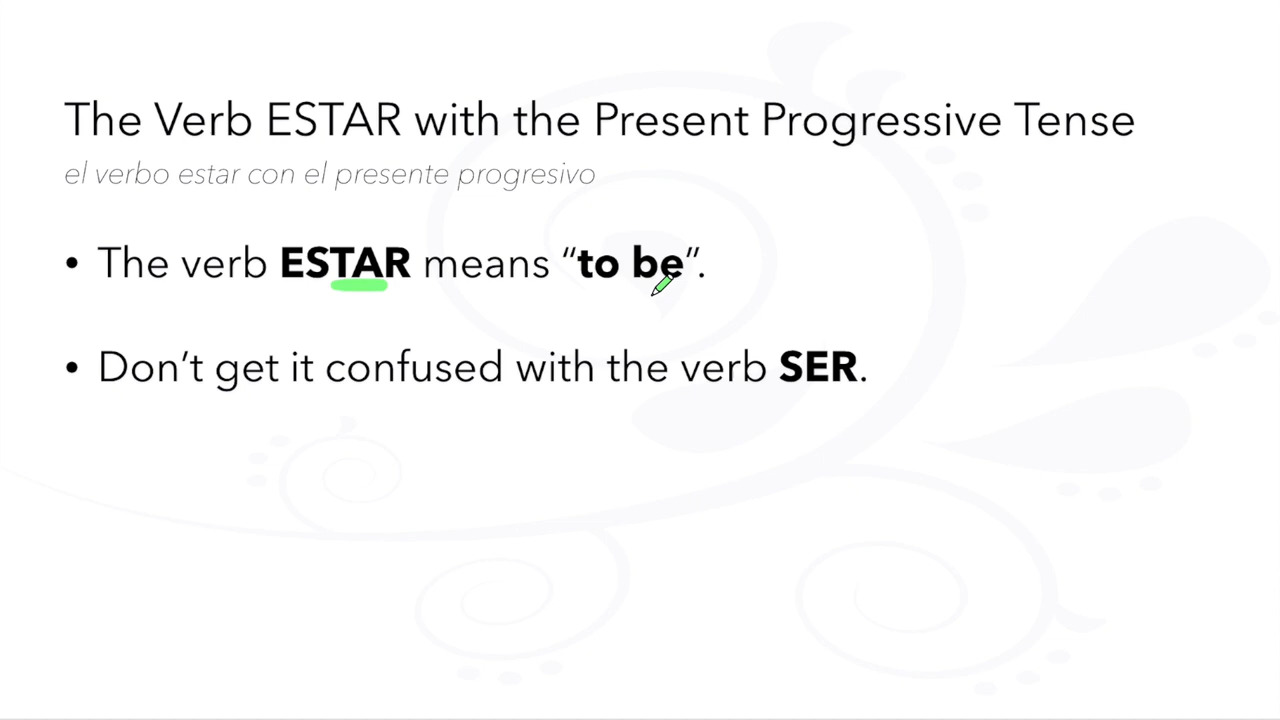 The Verb ESTAR with the Present Progressive Tense
el verbo estar con el presente progresivo
• The verb ESTAR means “to be”.
• Don’t get it confused with the verb SER.